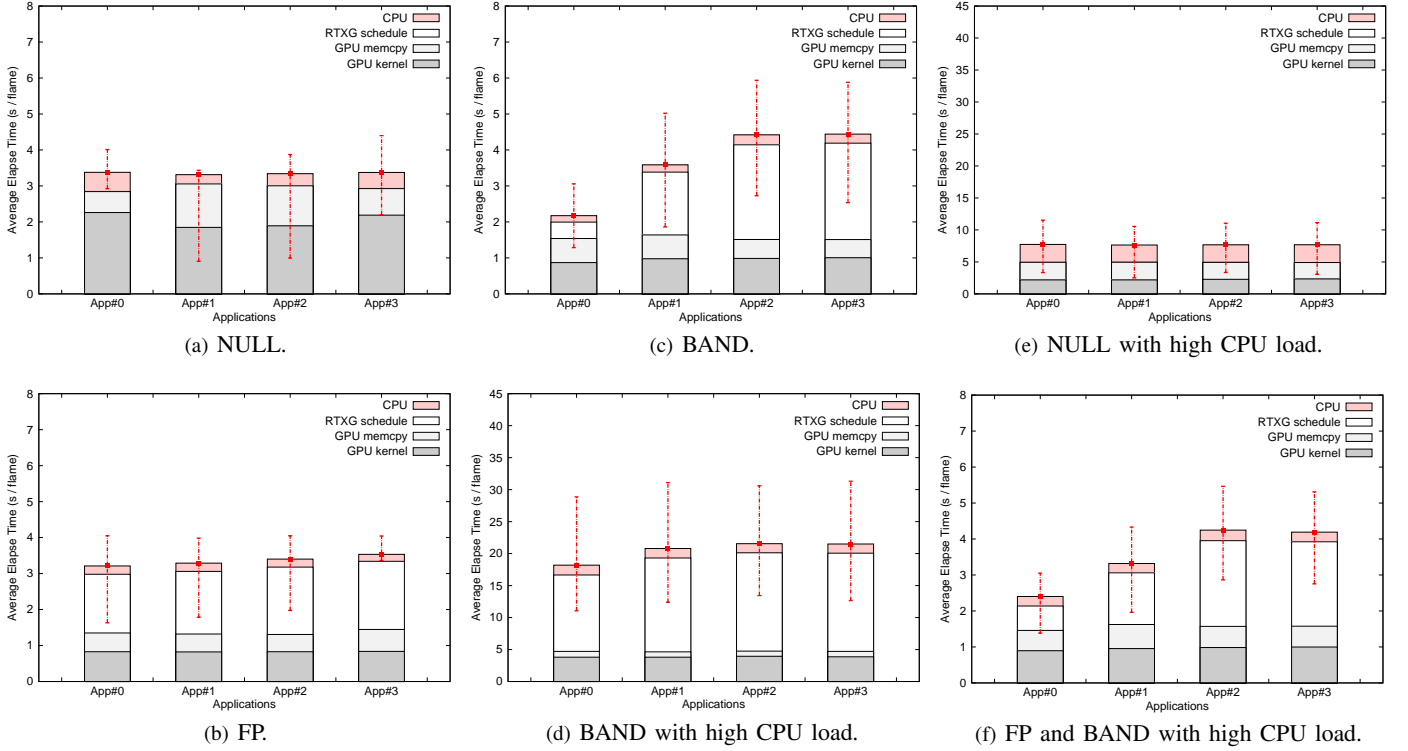 8
7
6
5
4
3
2
1
0
Average Elapse Time (s / flame)
CPU
RTXG schedule
GPU memcpy
GPU kernel
App#0 App#1 App#2 App#3
Applications
(a) NULL.
8
7
6
5
4
3
2
1
0
Average Elapse Time (s / flame)
CPU
RTXG schedule
GPU memcpy
GPU kernel
App#0 App#1 App#2 App#3
Applications
(c) BAND.
45
40
35
30
25
20
15
10
5
0
Average Elapse Time (s / flame)
CPU
RTXG schedule
GPU memcpy
GPU kernel
App#0 App#1 App#2 App#3
Applications
(e) NULL with high CPU load.
8
7
6
5
4
3
2
1
0
Average Elapse Time (s / flame)
CPU
RTXG schedule
GPU memcpy
GPU kernel
App#0 App#1 App#2 App#3
Applications
(b) FP.
45
40
35
30
25
20
15
10
5
0
Average Elapse Time (s / flame)
CPU
RTXG schedule
GPU memcpy
GPU kernel
App#0 App#1 App#2 App#3
Applications
(d) BAND with high CPU load.
8
7
6
5
4
3
2
1
0
Average Elapse Time (s / flame)
CPU
RTXG schedule
GPU memcpy
GPU kernel
App#0 App#1 App#2 App#3
Applications
(f) FP and BAND with high CPU load.